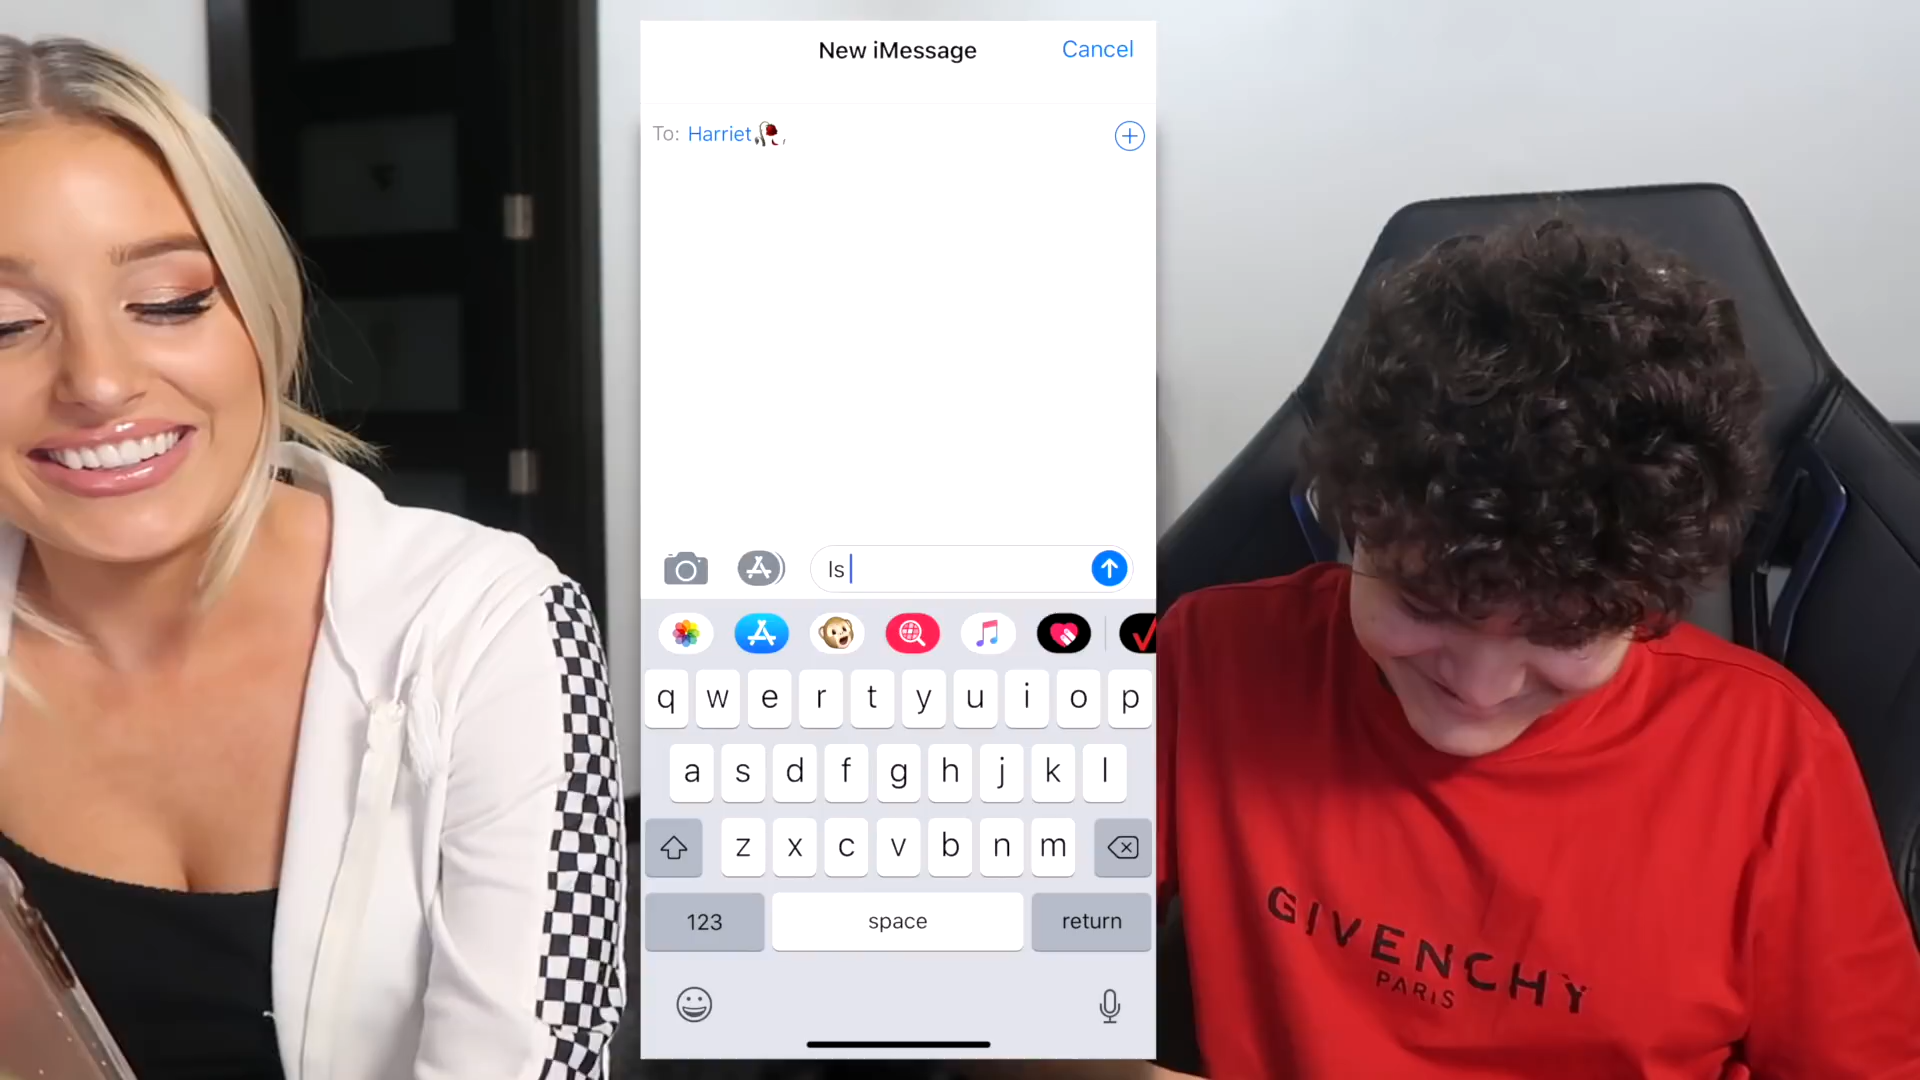 New iMessage
Cancel
To: Harriet🥀,
Is
q w e r t y u i o p
a s d f g h j k l
z x c v b n m
123
space
return
GIVENCHY
PARIS